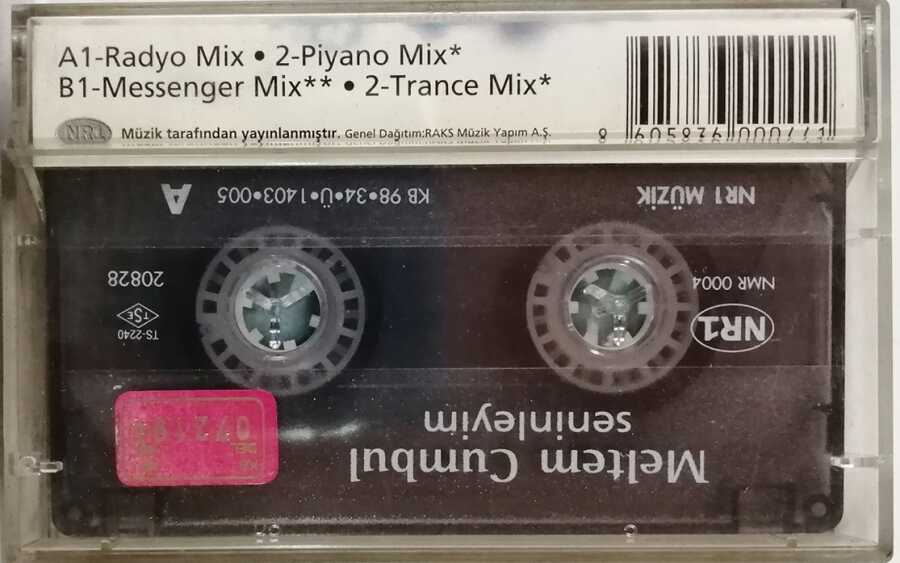 A1-Radyo Mix • 2-Piyano Mix*
B1-Messenger Mix** • 2-Trance Mix*
NR1 Müzik tarafından yayınlanmıştır. Genel Dağıtım:RAKS Müzik Yapım A.Ş.
8 605836 000771
Meltem Cumbul
seninleyim
NR1
NMR 0004
TS-2240
TSE
20828
NR1 MÜZİK
KB 98•34•Ü•1403•005
A